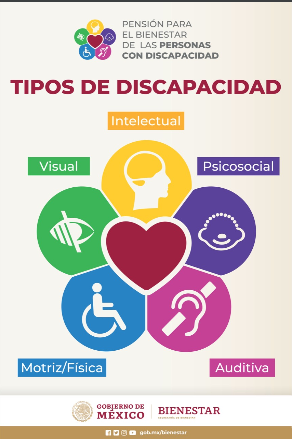 PENSIÓN PARA
EL BIENESTAR
DE LAS PERSONAS
CON DISCAPACIDAD
TIPOS DE DISCAPACIDAD
Intelectual
Visual
Psicosocial
Motriz/Física
Auditiva
GOBIERNO DE
MÉXICO
BIENESTAR
gob.mx/bienestar